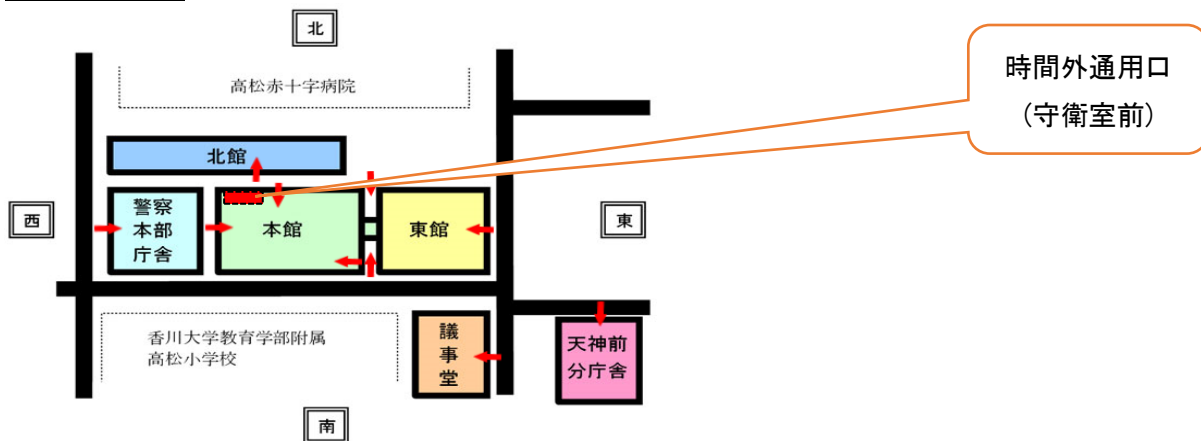 北
高松赤十字病院
時間外通用口
(守衛室前)
北館
西
警察
本部
庁舎
本館
東館
東
香川大学教育学部附属
高松小学校
議
事
堂
天神前
分庁舎
南